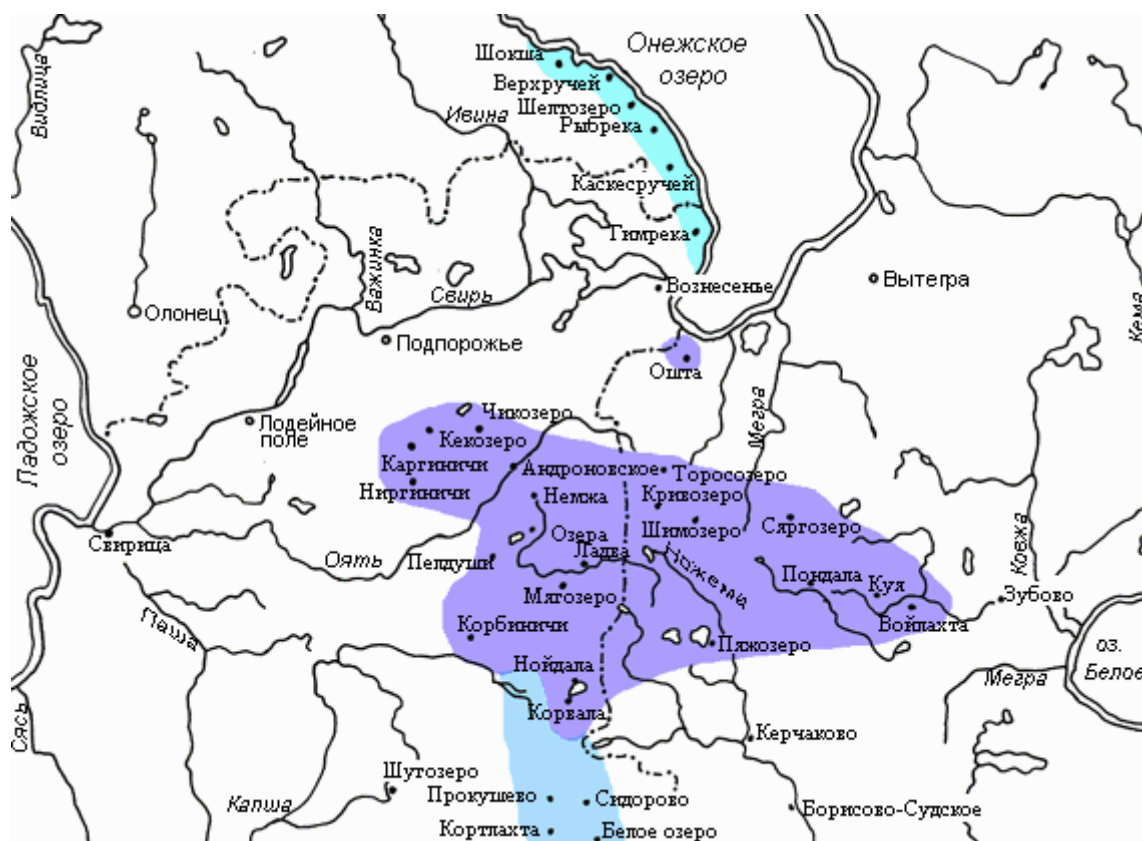 Онежское
озеро
Шокша
Верхручей
Шелтозеро
Рыбрека
Видлица
Ивина
Каскесручей
Гимрека
Вознесенье
Вытегра
Кема
Важинка
Свирь
Олонец
Подпорожье
Ошта
Ладожское
озеро
Лодейное
поле
Мегра
Чикозеро
Кекозеро
Каргиничи
Ниргиничи
Андроновское
Торосозеро
Немжа
Кривозеро
Шимозеро
Сяргозеро
Озера
Ладва
Ножема
Свирица
Оять
Пелдуши
Мягозеро
Пондала
Куя
Войлахта
Ковжа
Зубово
Паша
Корбиничи
Пяжозеро
оз.
Белое
Мегра
Нойдала
Корвала
Сясь
Керчаково
Шутозеро
Капша
Прокушево
Сидорово
Борисово-Судское
Кортлахта
Белое озеро